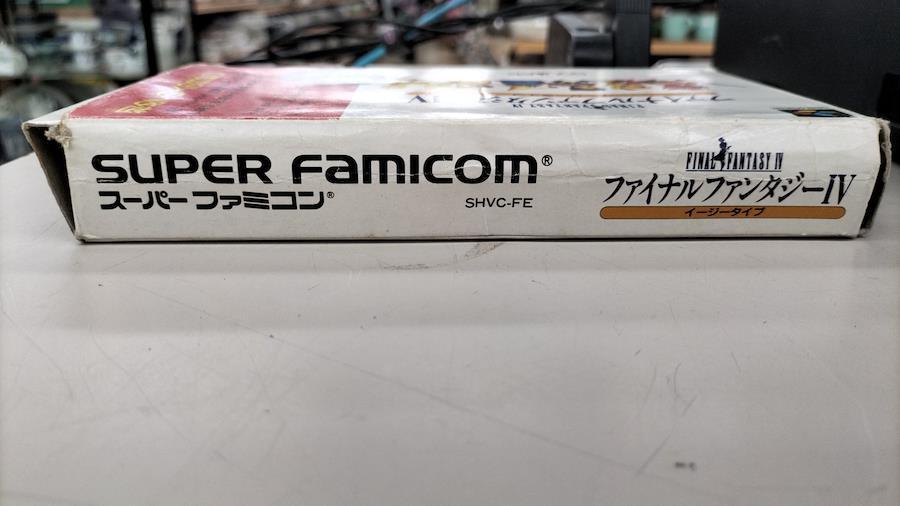 SUPER FAMICOM®
スーパー ファミコン®
SHVC-FE
FINAL FANTASY IV
ファイナルファンタジーIV
イージータイプ